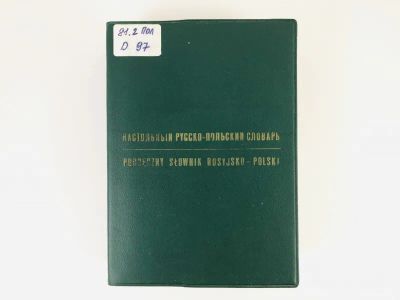 81.2 Пол
D 97
НАСТОЛЬНЫЙ РУССКО-ПОЛЬСКИЙ СЛОВАРЬ
PODRĘCZNY SŁOWNIK ROSYJSKO-POLSKI